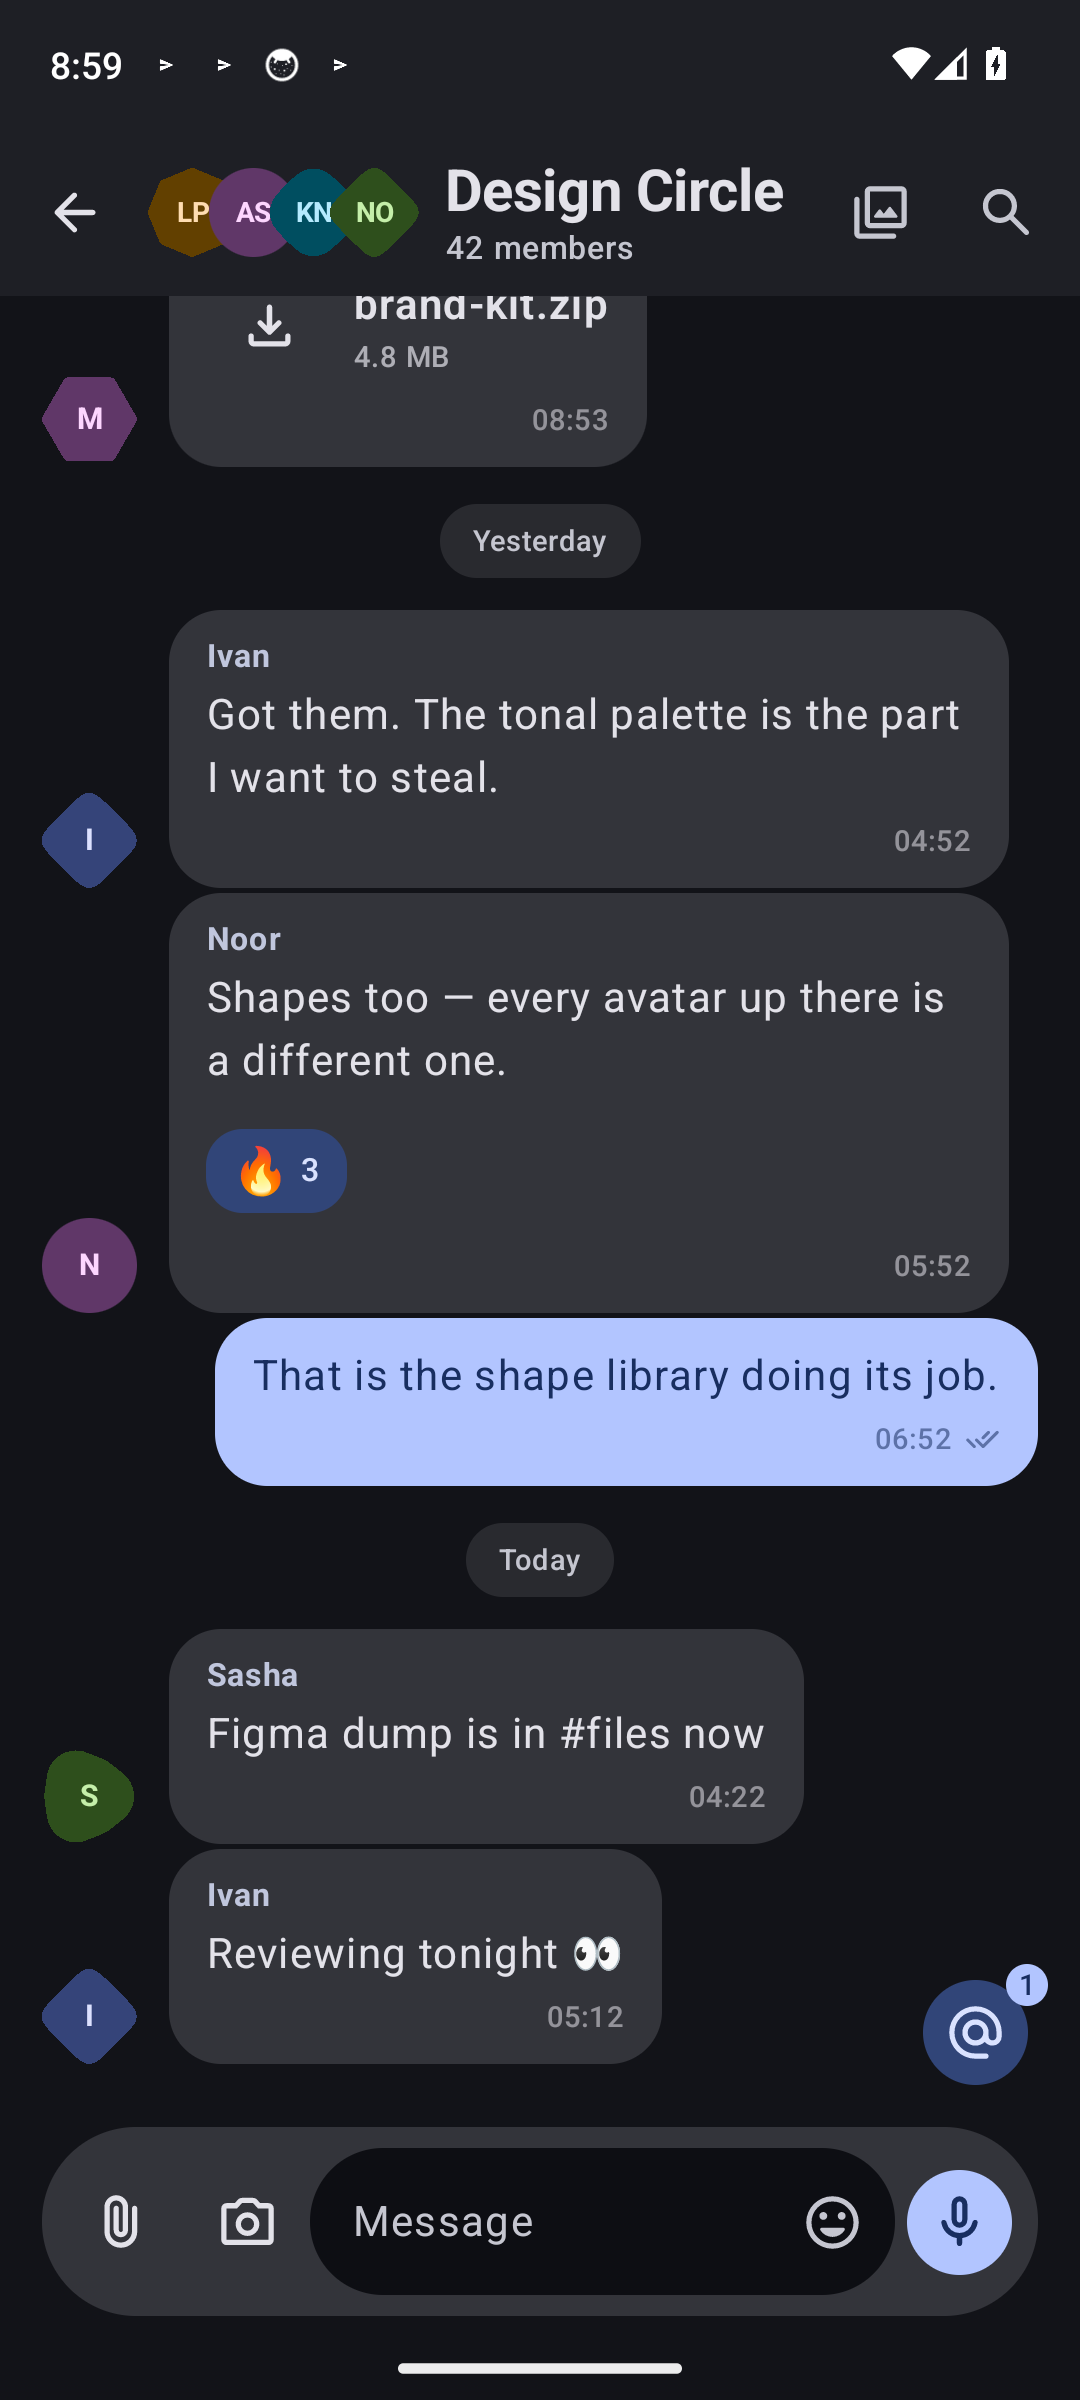 8:59
LP AS KN NO
Design Circle
42 members
brand-kit.zip
4.8 MB
08:53
M
Yesterday
Ivan
Got them. The tonal palette is the part
I want to steal.
04:52
I
Noor
Shapes too — every avatar up there is
a different one.
🔥 3
05:52
N
That is the shape library doing its job.
06:52
Today
Sasha
Figma dump is in #files now
04:22
S
Ivan
Reviewing tonight 👀
05:12
I
1
@
Message